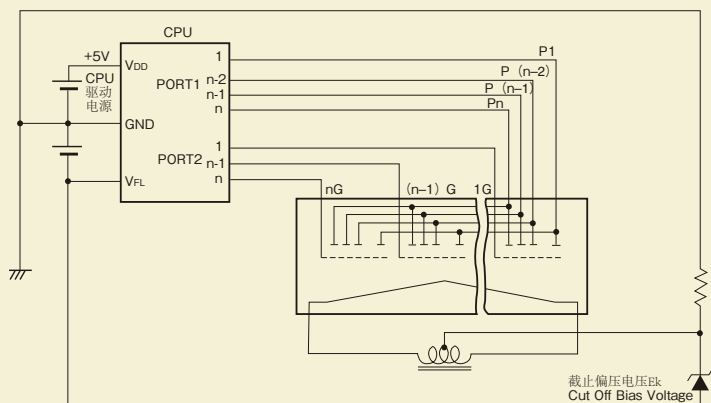 CPU
+5V
VDD
CPU
驱动
电源
PORT1
1
n-2
n-1
n
P1
P (n–2)
P (n–1)
Pn
GND
PORT2
1
n-1
n
VFL
nG
(n–1) G
1G
截止偏压电压Ek
Cut Off Bias Voltage